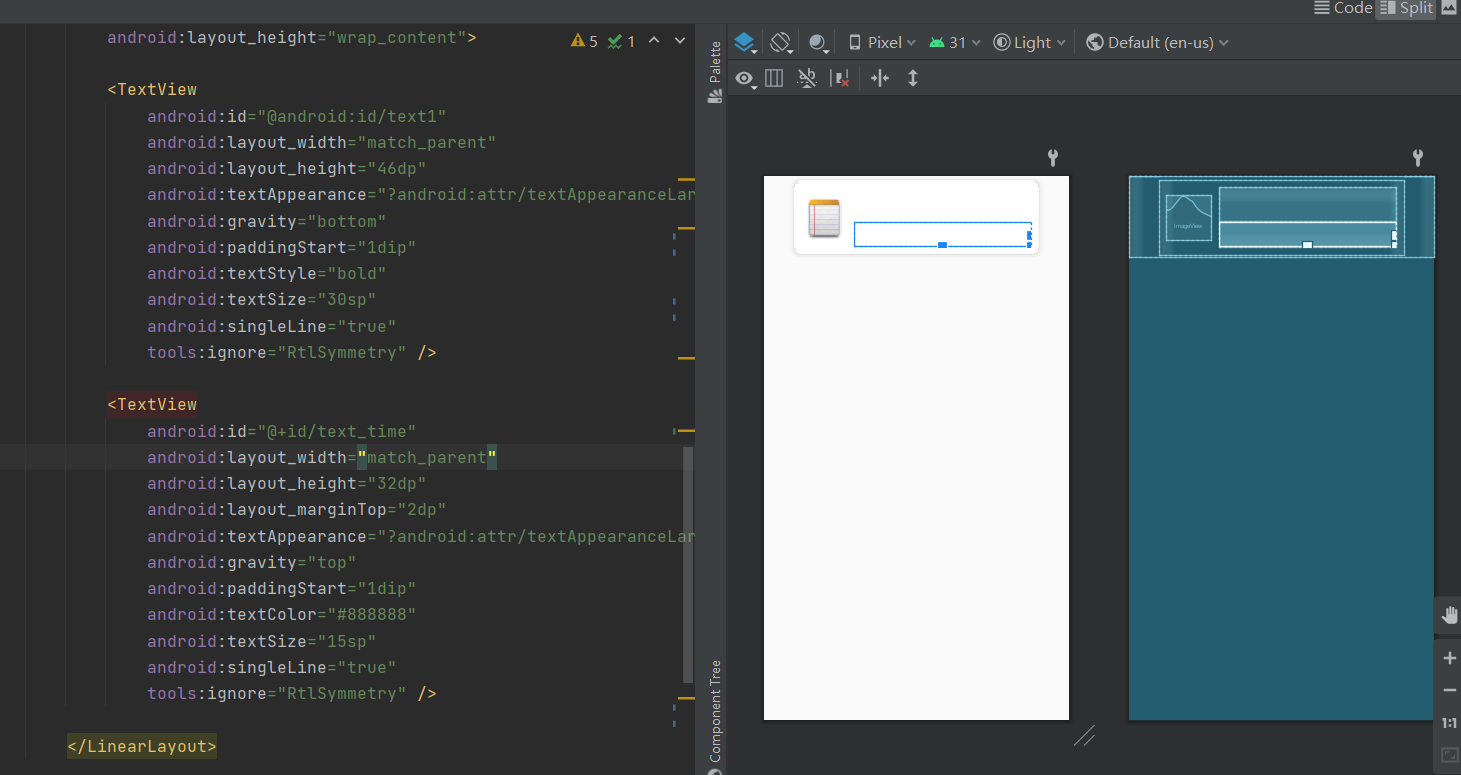 Code Split
android:layout_height="wrap_content"> 5 1
Palette
Pixel 31 Light Default (en-us)
<TextView
android:id="@android:id/text1"
android:layout_width="match_parent"
android:layout_height="46dp"
android:textAppearance="?android:attr/textAppearanceLar
android:gravity="bottom"
android:paddingStart="1dip"
android:textStyle="bold"
android:textSize="30sp"
android:singleLine="true"
tools:ignore="RtlSymmetry" />
<TextView
android:id="@+id/text_time"
android:layout_width="match_parent"
android:layout_height="32dp"
android:layout_marginTop="2dp"
android:textAppearance="?android:attr/textAppearanceLar
android:gravity="top"
android:paddingStart="1dip"
android:textColor="#888888"
android:textSize="15sp"
android:singleLine="true"
tools:ignore="RtlSymmetry" />
</LinearLayout>
Component Tree
ImageView
1:1